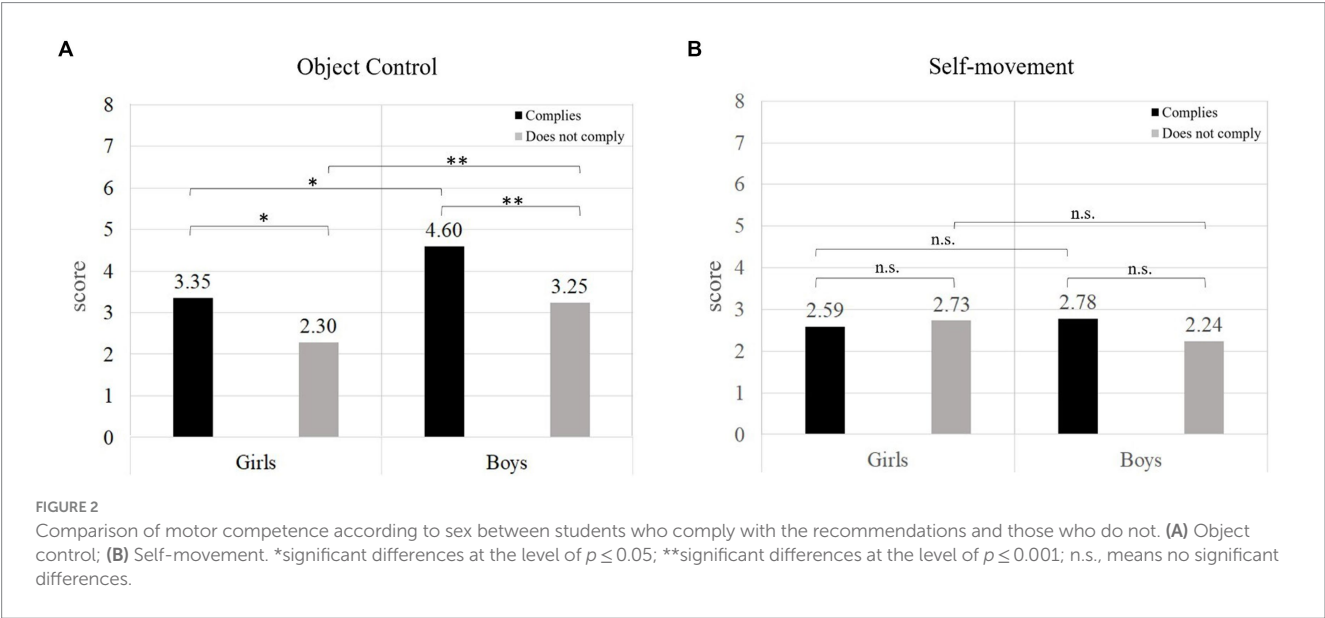 A
Object Control
score
8
7
6
5
4
3
2
1
0
Complies
Does not comply
**
*
**
*
4.60
3.35
3.25
2.30
Girls Boys
B
Self-movement
score
8
7
6
5
4
3
2
1
0
Complies
Does not comply
n.s.
n.s.
n.s. n.s.
2.59 2.73 2.78 2.24
Girls Boys
FIGURE 2
Comparison of motor competence according to sex between students who comply with the recommendations and those who do not. (A) Object
control; (B) Self-movement. *significant differences at the level of p ≤ 0.05; **significant differences at the level of p ≤ 0.001; n.s., means no significant
differences.